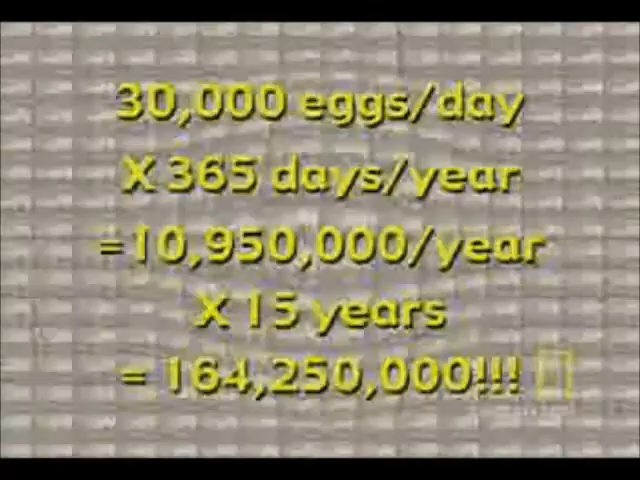 30,000 eggs/day
X 365 days/year
=10,950,000/year
X 15 years
= 164,250,000!!!